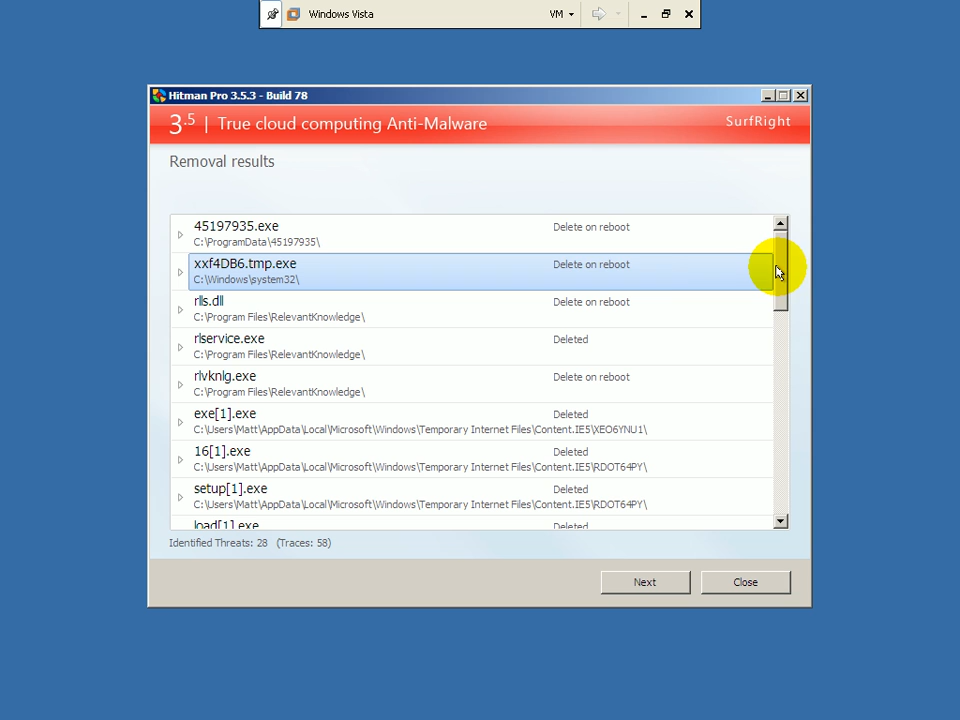 Windows Vista
VM
Hitman Pro 3.5.3 - Build 78
3.5 | True cloud computing Anti-Malware
SurfRight
Removal results
45197935.exe
Delete on reboot
C:\ProgramData\45197935\
xxf4DB6.tmp.exe
Delete on reboot
C:\Windows\system32\
rlls.dll
Delete on reboot
C:\Program Files\RelevantKnowledge\
rlservice.exe
Deleted
C:\Program Files\RelevantKnowledge\
rlvknlg.exe
Delete on reboot
C:\Program Files\RelevantKnowledge\
exe[1].exe
Deleted
C:\Users\Matt\AppData\Local\Microsoft\Windows\Temporary Internet Files\Content.IE5\XEO6YNU1\
16[1].exe
Deleted
C:\Users\Matt\AppData\Local\Microsoft\Windows\Temporary Internet Files\Content.IE5\RDOT64PY\
setup[1].exe
Deleted
C:\Users\Matt\AppData\Local\Microsoft\Windows\Temporary Internet Files\Content.IE5\RDOT64PY\
load[1].exe
Deleted
Identified Threats: 28 (Traces: 58)
Next
Close